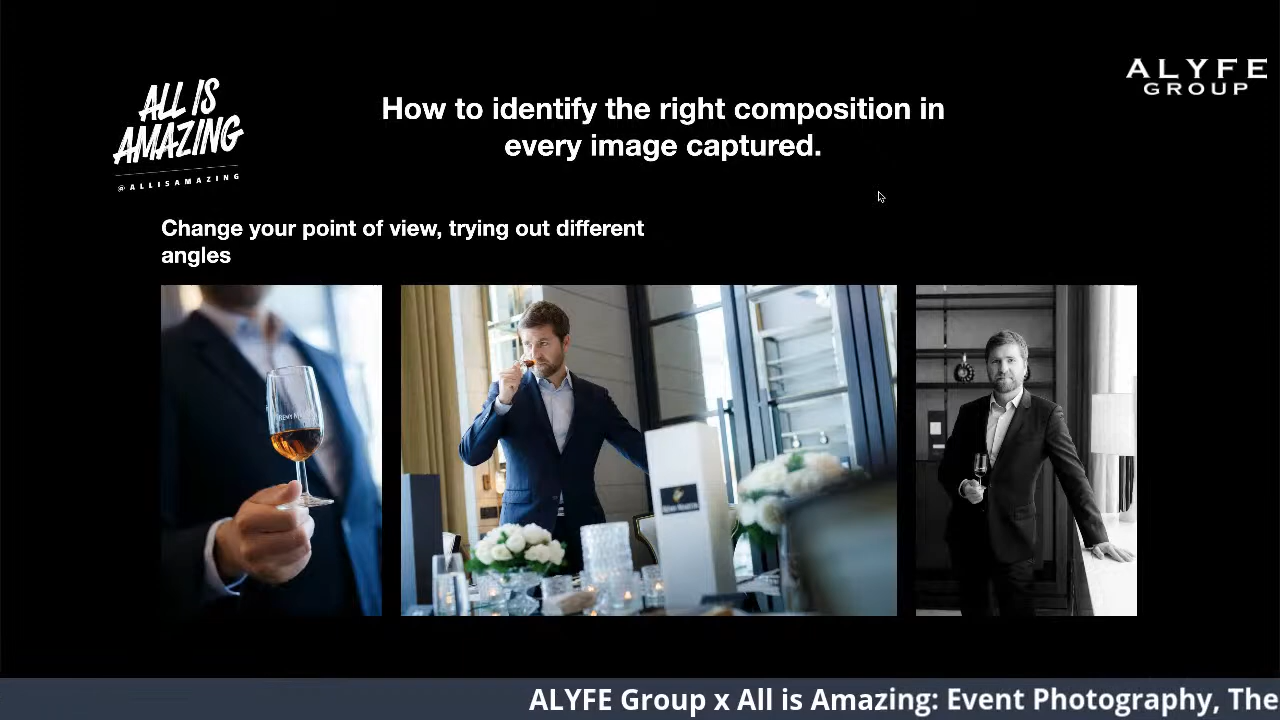 ALL IS
AMAZING
@ALLISAMAZING
ALYFE
GROUP
How to identify the right composition in
every image captured.
Change your point of view, trying out different
angles
ALYFE Group x All is Amazing: Event Photography, The